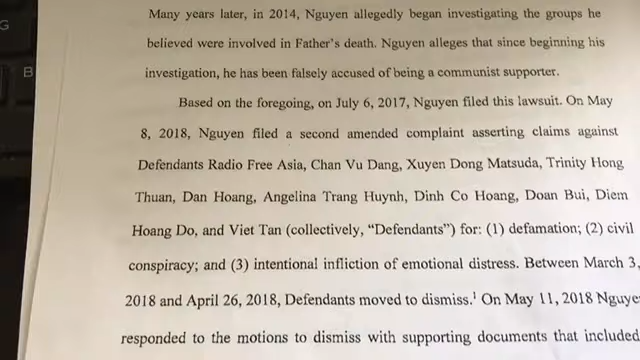 G
B
Many years later, in 2014, Nguyen allegedly began investigating the groups he
believed were involved in Father's death. Nguyen alleges that since beginning his
investigation, he has been falsely accused of being a communist supporter.
Based on the foregoing, on July 6, 2017, Nguyen filed this lawsuit. On May
8, 2018, Nguyen filed a second amended complaint asserting claims against
Defendants Radio Free Asia, Chan Vu Dang, Xuyen Dong Matsuda, Trinity Hong
Thuan, Dan Hoang, Angelina Trang Huynh, Dinh Co Hoang, Doan Bui, Diem
Hoang Do, and Viet Tan (collectively, “Defendants”) for: (1) defamation; (2) civil
conspiracy; and (3) intentional infliction of emotional distress. Between March 3,
2018 and April 26, 2018, Defendants moved to dismiss.¹ On May 11, 2018 Nguye
responded to the motions to dismiss with supporting documents that included